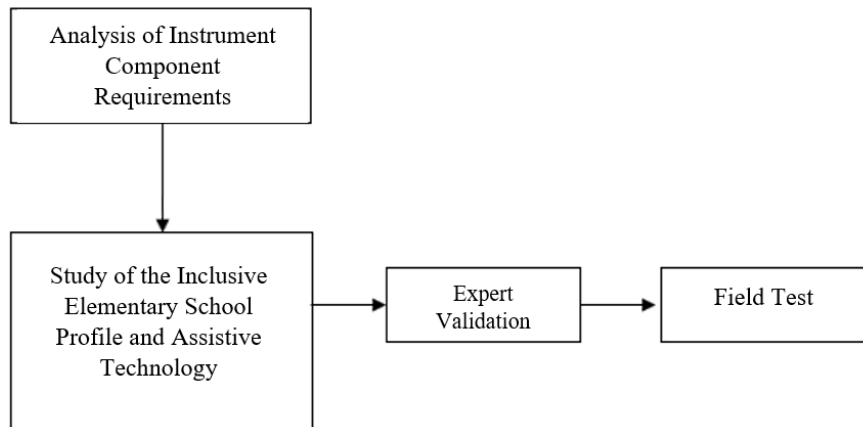 Analysis of Instrument
Component
Requirements
Study of the Inclusive
Elementary School
Profile and Assistive
Technology
Expert
Validation
Field Test